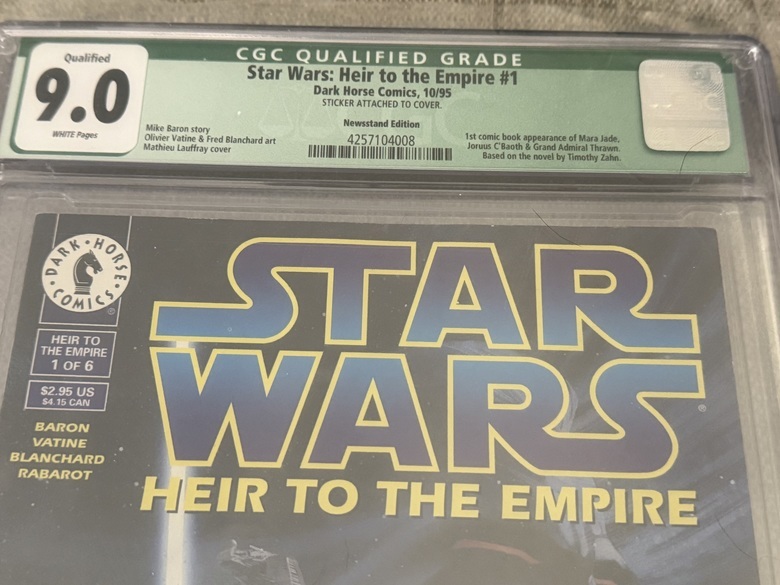 Qualified
9.0
WHITE Pages
CGC QUALIFIED GRADE
Star Wars: Heir to the Empire #1
Dark Horse Comics, 10/95
STICKER ATTACHED TO COVER.
Newsstand Edition
4257104008
Mike Baron story
Olivier Vatine & Fred Blanchard art
Mathieu Lauffray cover
1st comic book appearance of Mara Jade,
Joruus C'Baoth & Grand Admiral Thrawn.
Based on the novel by Timothy Zahn.
DARK HORSE COMICS
®
HEIR TO
THE EMPIRE
1 OF 6
$2.95 US
$4.15 CAN
BARON
VATINE
BLANCHARD
RABAROT
STAR
WARS
®
HEIR TO THE EMPIRE